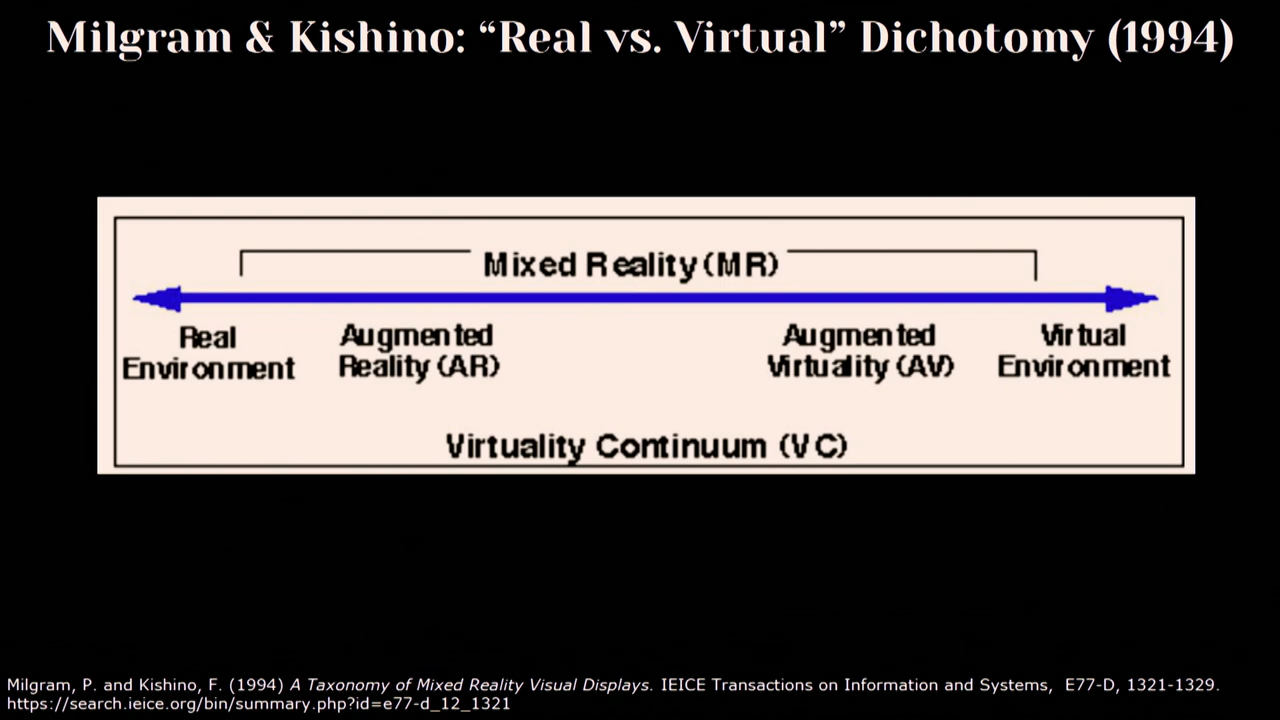 Milgram & Kishino: “Real vs. Virtual” Dichotomy (1994)
Mixed Reality (MR)
Real
Environment
Augmented
Reality (AR)
Augmented
Virtuality (AV)
Virtual
Environment
Virtuality Continuum (VC)
Milgram, P. and Kishino, F. (1994) A Taxonomy of Mixed Reality Visual Displays. IEICE Transactions on Information and Systems, E77-D, 1321-1329.
https://search.ieice.org/bin/summary.php?id=e77-d_12_1321